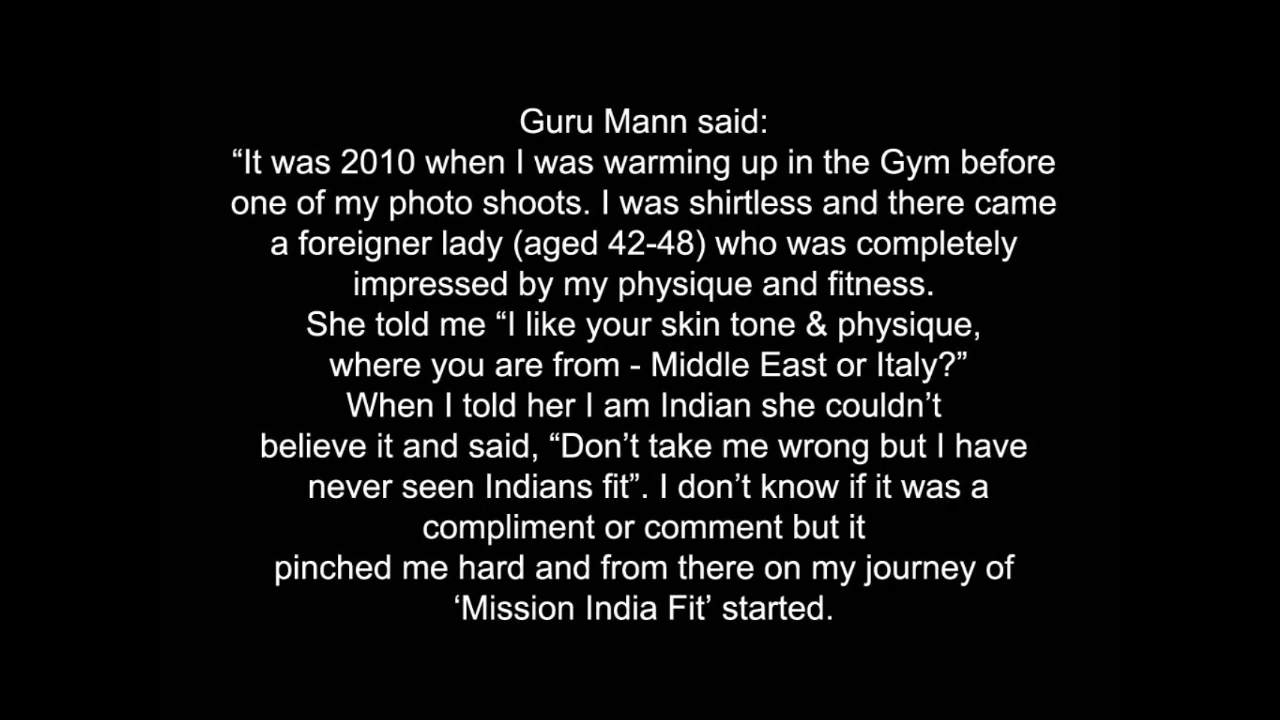 Guru Mann said:
“It was 2010 when I was warming up in the Gym before
one of my photo shoots. I was shirtless and there came
a foreigner lady (aged 42-48) who was completely
impressed by my physique and fitness.
She told me “I like your skin tone & physique,
where you are from - Middle East or Italy?”
When I told her I am Indian she couldn’t
believe it and said, “Don’t take me wrong but I have
never seen Indians fit”. I don’t know if it was a
compliment or comment but it
pinched me hard and from there on my journey of
‘Mission India Fit’ started.